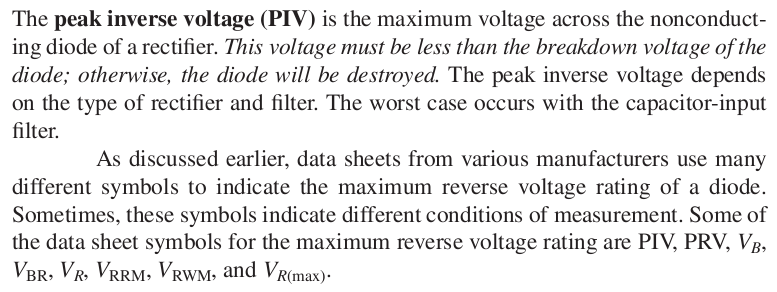 The peak inverse voltage (PIV) is the maximum voltage across the nonconduct-
ing diode of a rectifier. This voltage must be less than the breakdown voltage of the
diode; otherwise, the diode will be destroyed. The peak inverse voltage depends
on the type of rectifier and filter. The worst case occurs with the capacitor-input
filter.
As discussed earlier, data sheets from various manufacturers use many
different symbols to indicate the maximum reverse voltage rating of a diode.
Sometimes, these symbols indicate different conditions of measurement. Some of
the data sheet symbols for the maximum reverse voltage rating are PIV, PRV, V_B,
V_BR, V_R, V_RRM, V_RWM, and V_R(max).